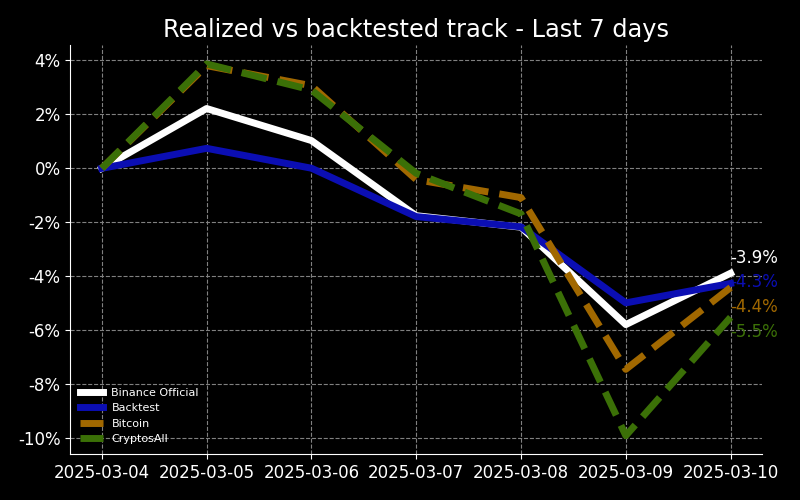 Realized vs backtested track - Last 7 days
4%
2%
0%
-2%
-4%
-6%
-8%
-10%
-3.9%
-4.3%
-4.4%
-5.5%
Binance Official
Backtest
Bitcoin
CryptosAll
2025-03-04 2025-03-05 2025-03-06 2025-03-07 2025-03-08 2025-03-09 2025-03-10